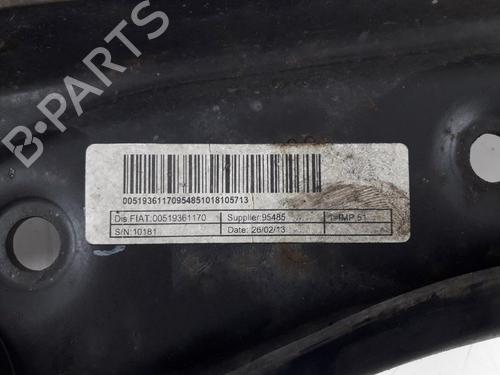 B-PARTS
00519361170954851018105713
Dis.FIAT:00519361170 Supplier:95485
S/N:10181 Date: 26/02/13